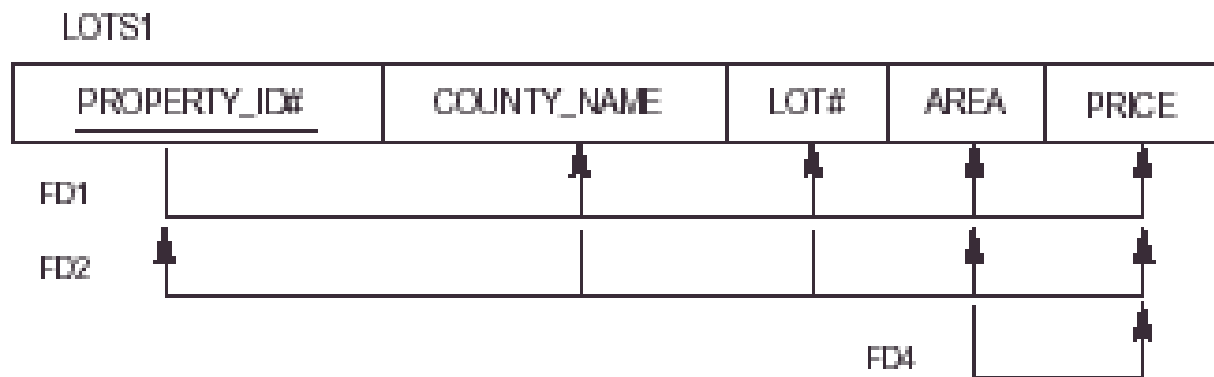 LOTS1
PROPERTY_ID# COUNTY_NAME LOT# AREA PRICE
FD1
FD2
FD4